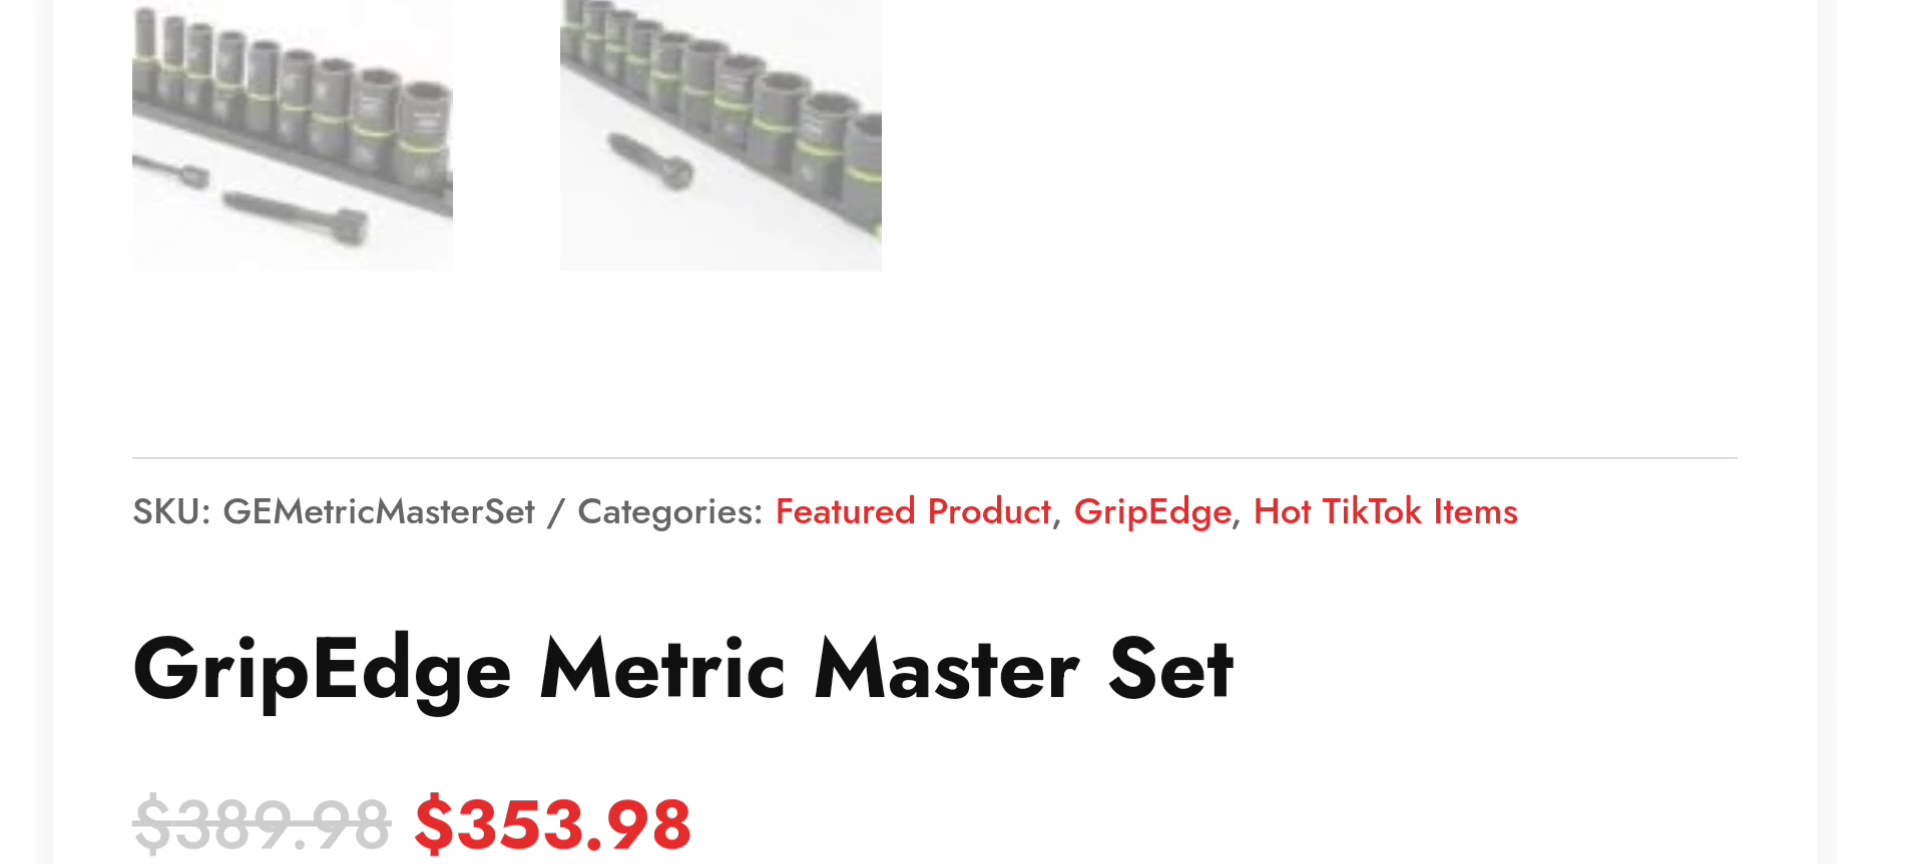 SKU: GEMetricMasterSet / Categories: Featured Product, GripEdge, Hot TikTok Items
GripEdge Metric Master Set
$389.98 $353.98